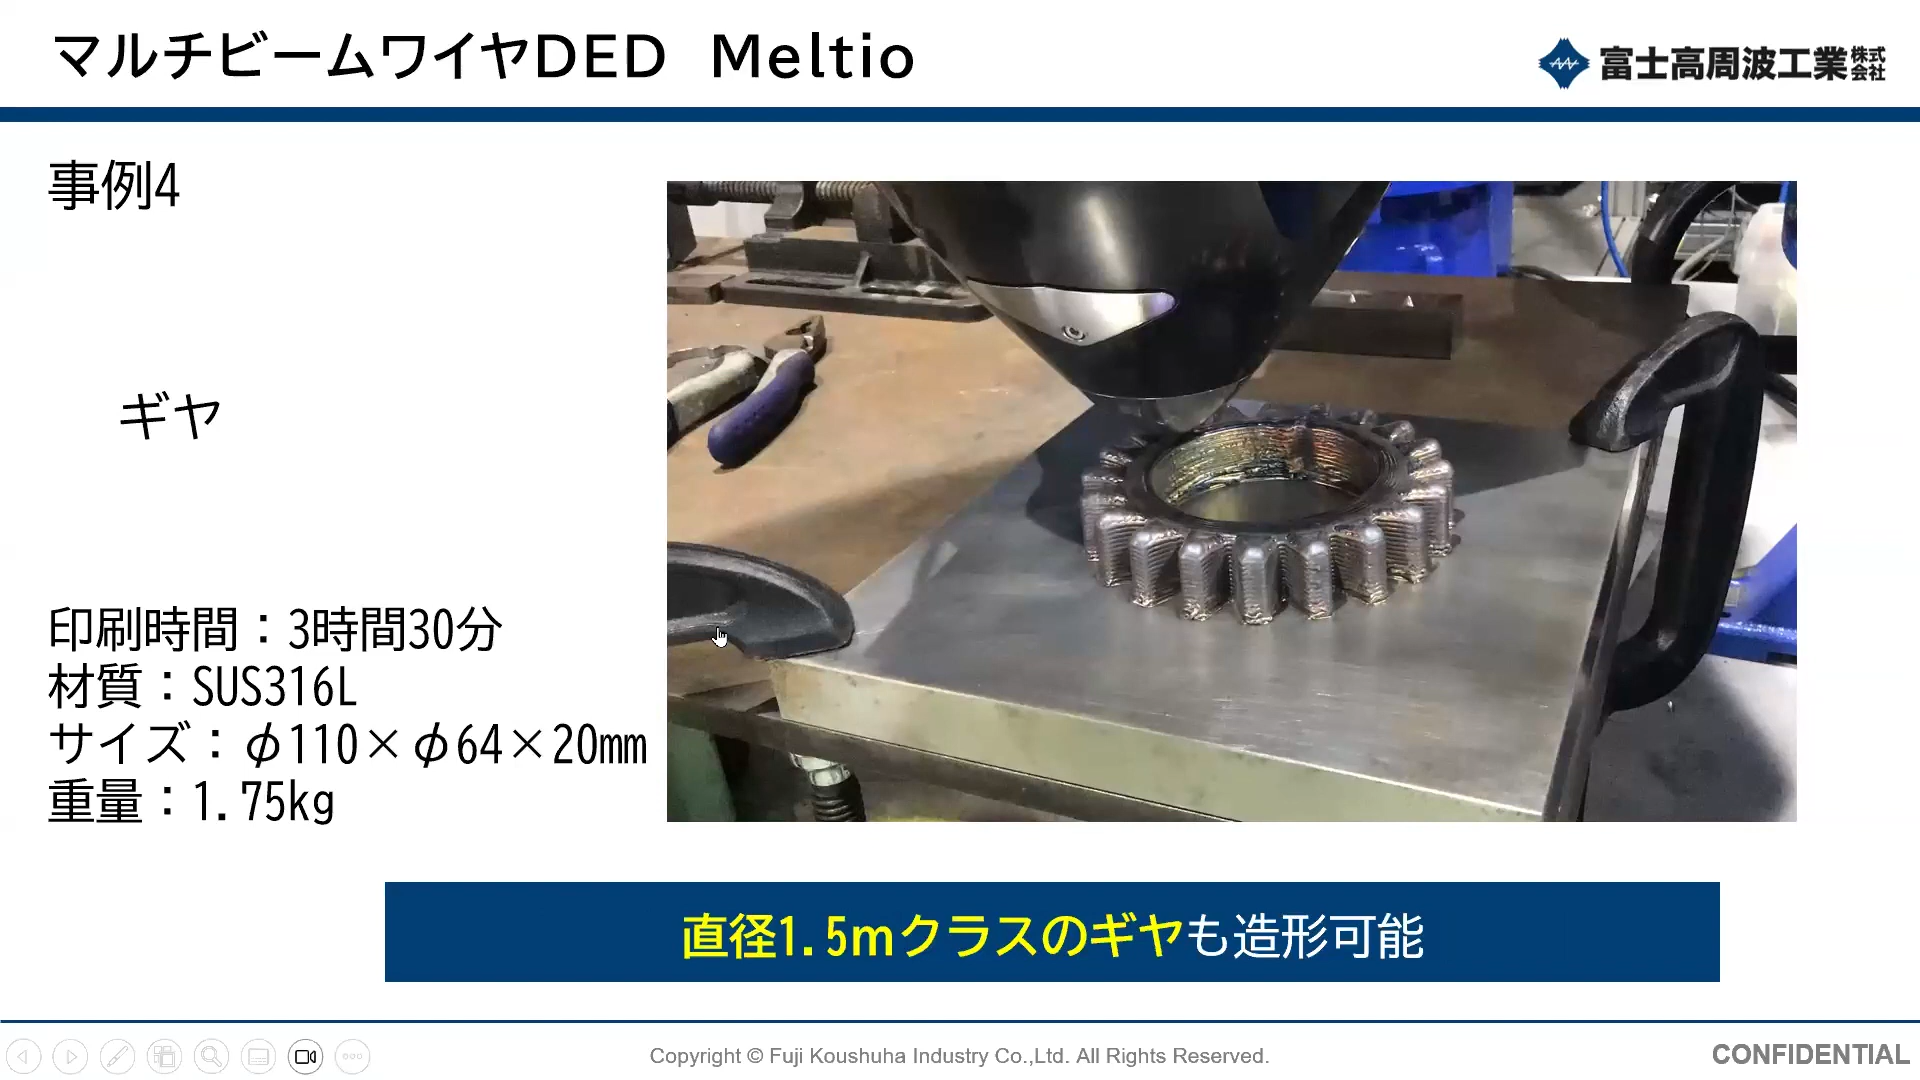 マルチビームワイヤDED Meltio
富士高周波工業株式会社
事例4
ギヤ
印刷時間：3時間30分
材質：SUS316L
サイズ：φ110×φ64×20mm
重量：1.75kg
直径1.5mクラスのギヤも造形可能
Copyright © Fuji Koushuha Industry Co.,Ltd. All Rights Reserved.
CONFIDENTIAL